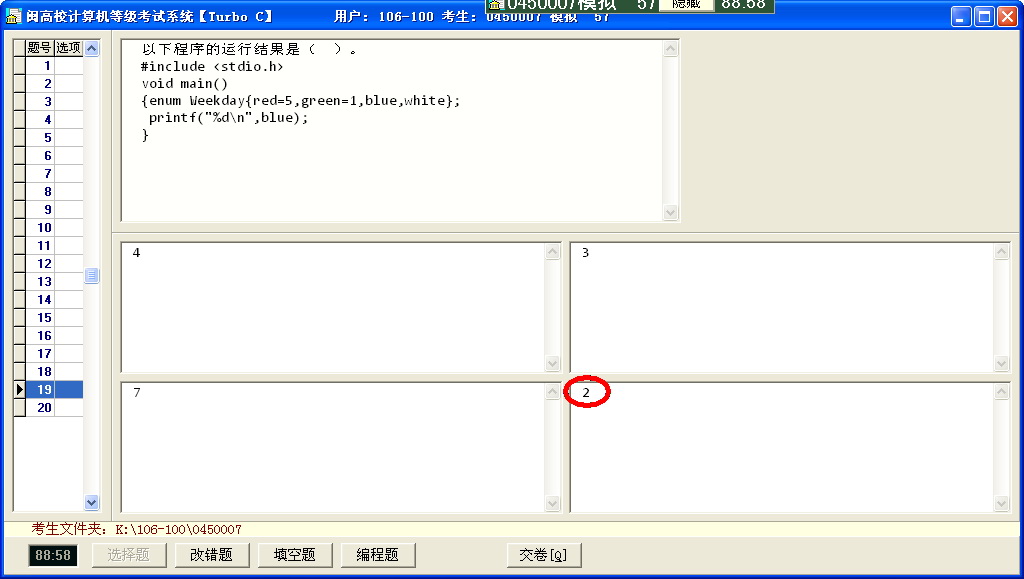 0450007模拟 57 隐藏 88:58
闽高校计算机等级考试系统【Turbo C】 用户: 106-100 考生: 0450007 模拟 57
题号 选项
以下程序的运行结果是（ ）。
#include <stdio.h>
void main()
{enum Weekday{red=5,green=1,blue,white};
printf("%d\n",blue);
}
1
2
3
4
5
6
7
8
9
10
11
12
13
14
15
16
17
18
19
20
4
3
7
2
考生文件夹: K:\106-100\0450007
88:58 选择题 改错题 填空题 编程题 交卷[Q]